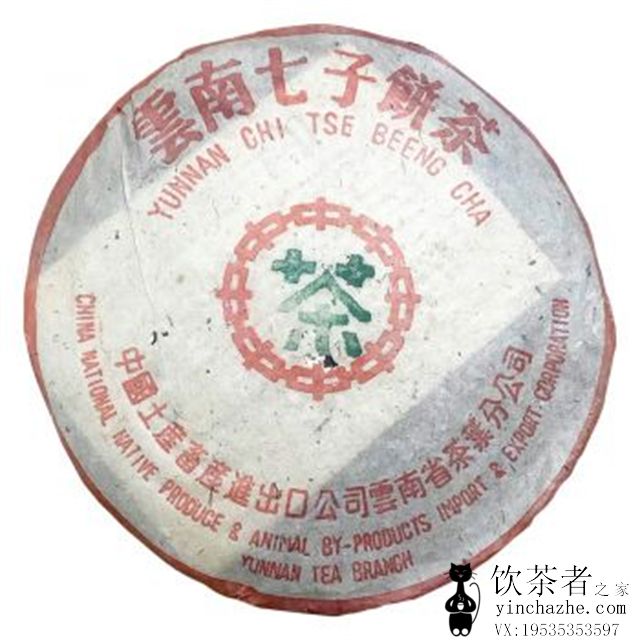 雲南七子餅茶
YUNNAN CHI TSE BEENG CHA
茶
中國土產畜產進出口公司雲南省茶葉分公司
CHINA NATIONAL NATIVE PRODUCE & ANIMAL BY-PRODUCTS IMPORT & EXPORT CORPORATION
YUNNAN TEA BRANCH
饮茶者之家
yinchazhe.com
VX:19535353597